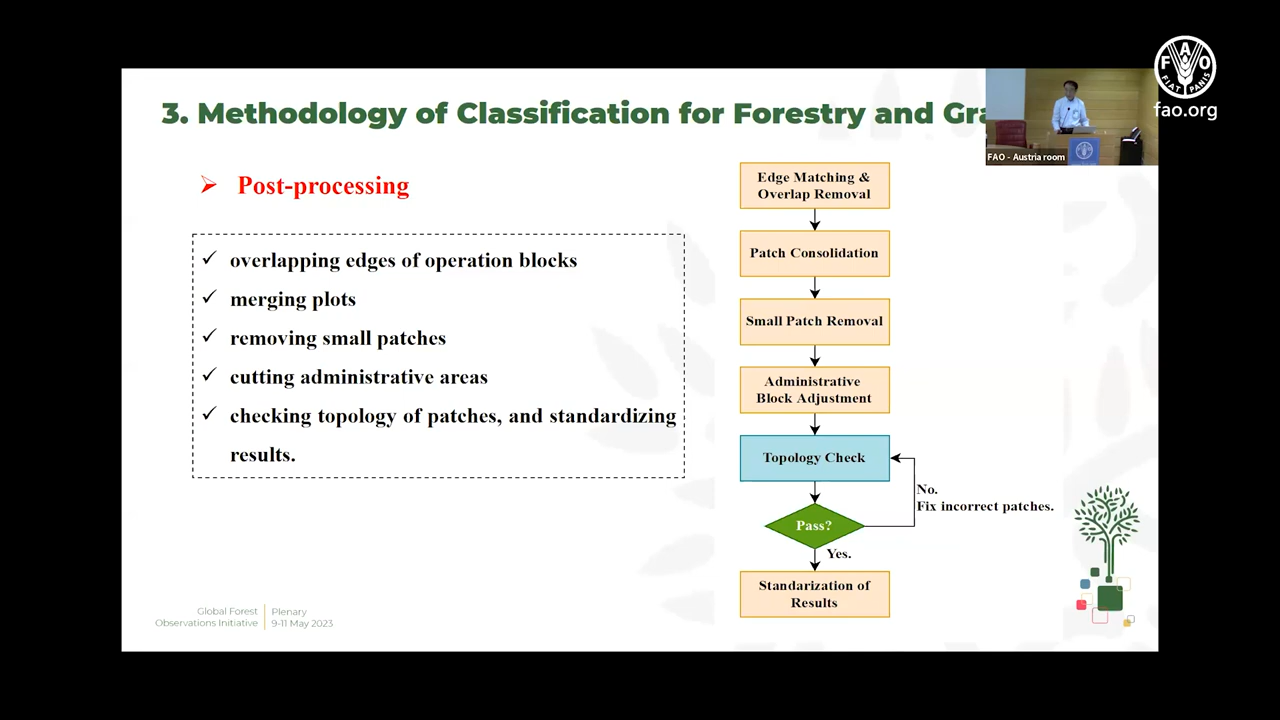 3. Methodology of Classification for Forestry and Gra
Post-processing
overlapping edges of operation blocks
merging plots
removing small patches
cutting administrative areas
checking topology of patches, and standardizing
results.
Edge Matching &
Overlap Removal
Patch Consolidation
Small Patch Removal
Administrative
Block Adjustment
Topology Check
No.
Fix incorrect patches.
Pass?
Yes.
Standarization of
Results
Global Forest
Observations Initiative
Plenary
9-11 May 2023
FAO - Austria room
F A O
FIAT PANIS
fao.org